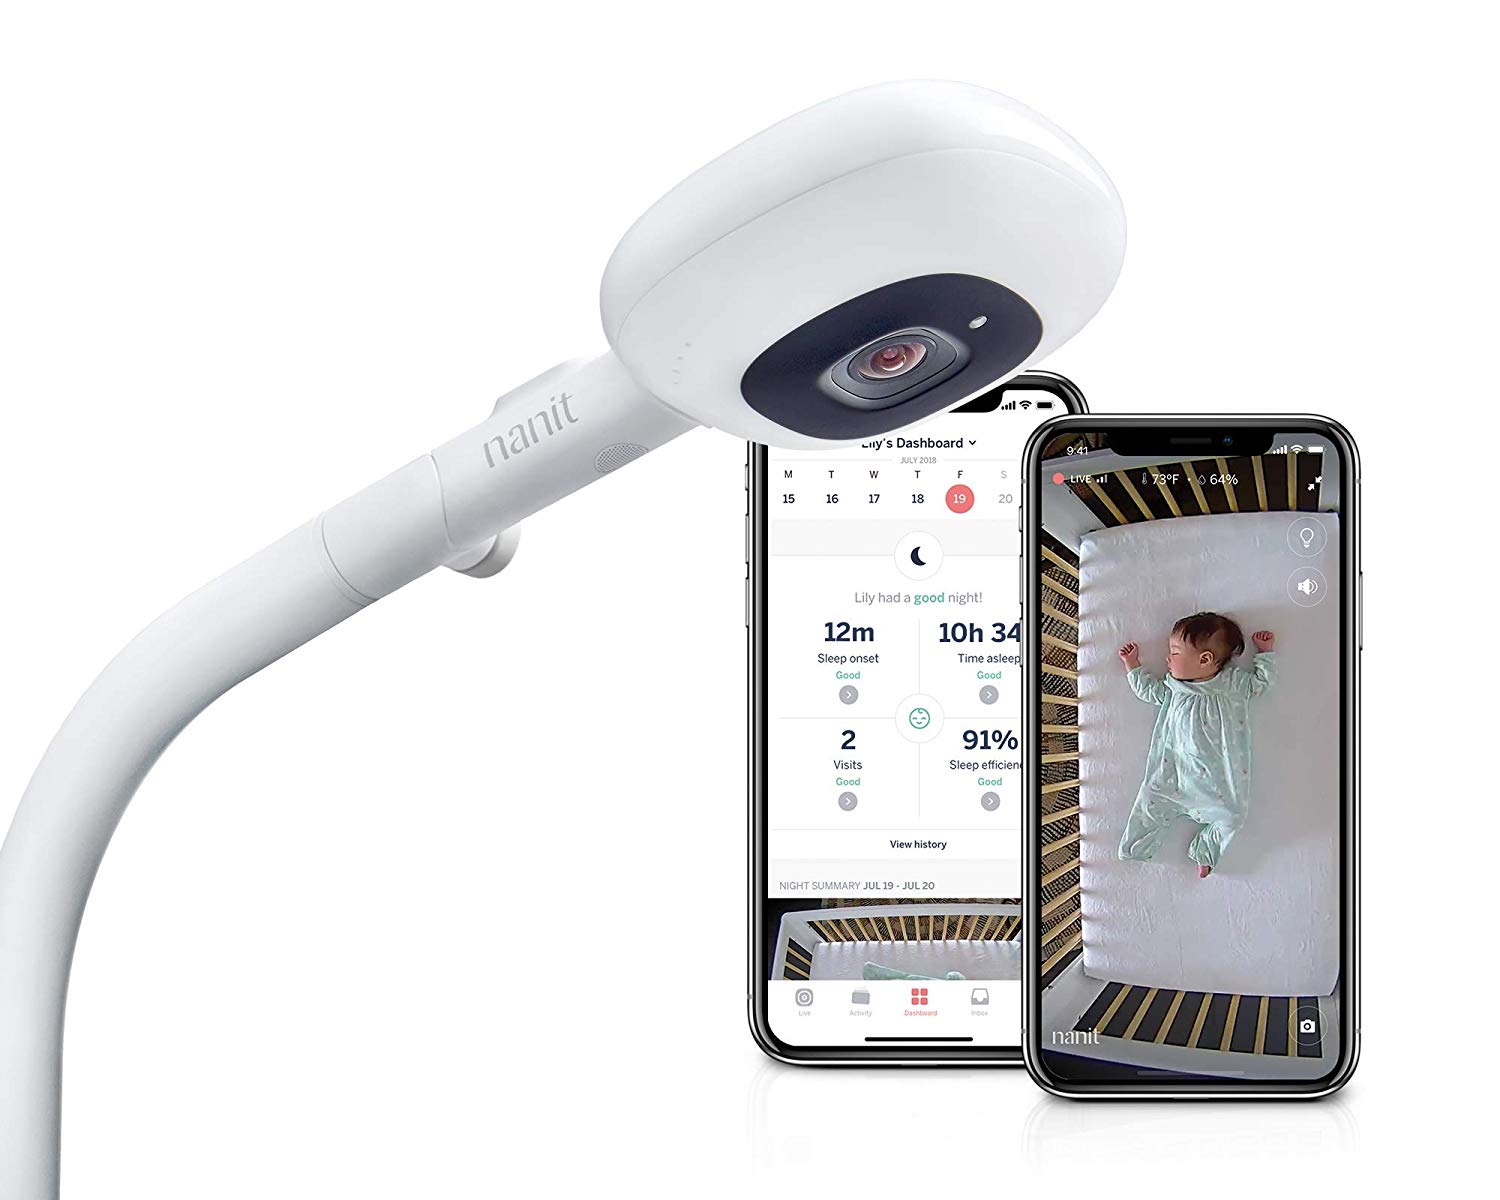 nanit
Lily's Dashboard
JULY 2018
M T W T F S
15 16 17 18 19 20
Lily had a good night!
12m 10h 34
Sleep onset Time asleep
Good Good
2 91%
Visits Sleep efficienc
Good Good
View history
NIGHT SUMMARY JUL 19 - JUL 20
Live Activity Dashboard Inbox
9:41
LIVE 73°F • 64%
nanit